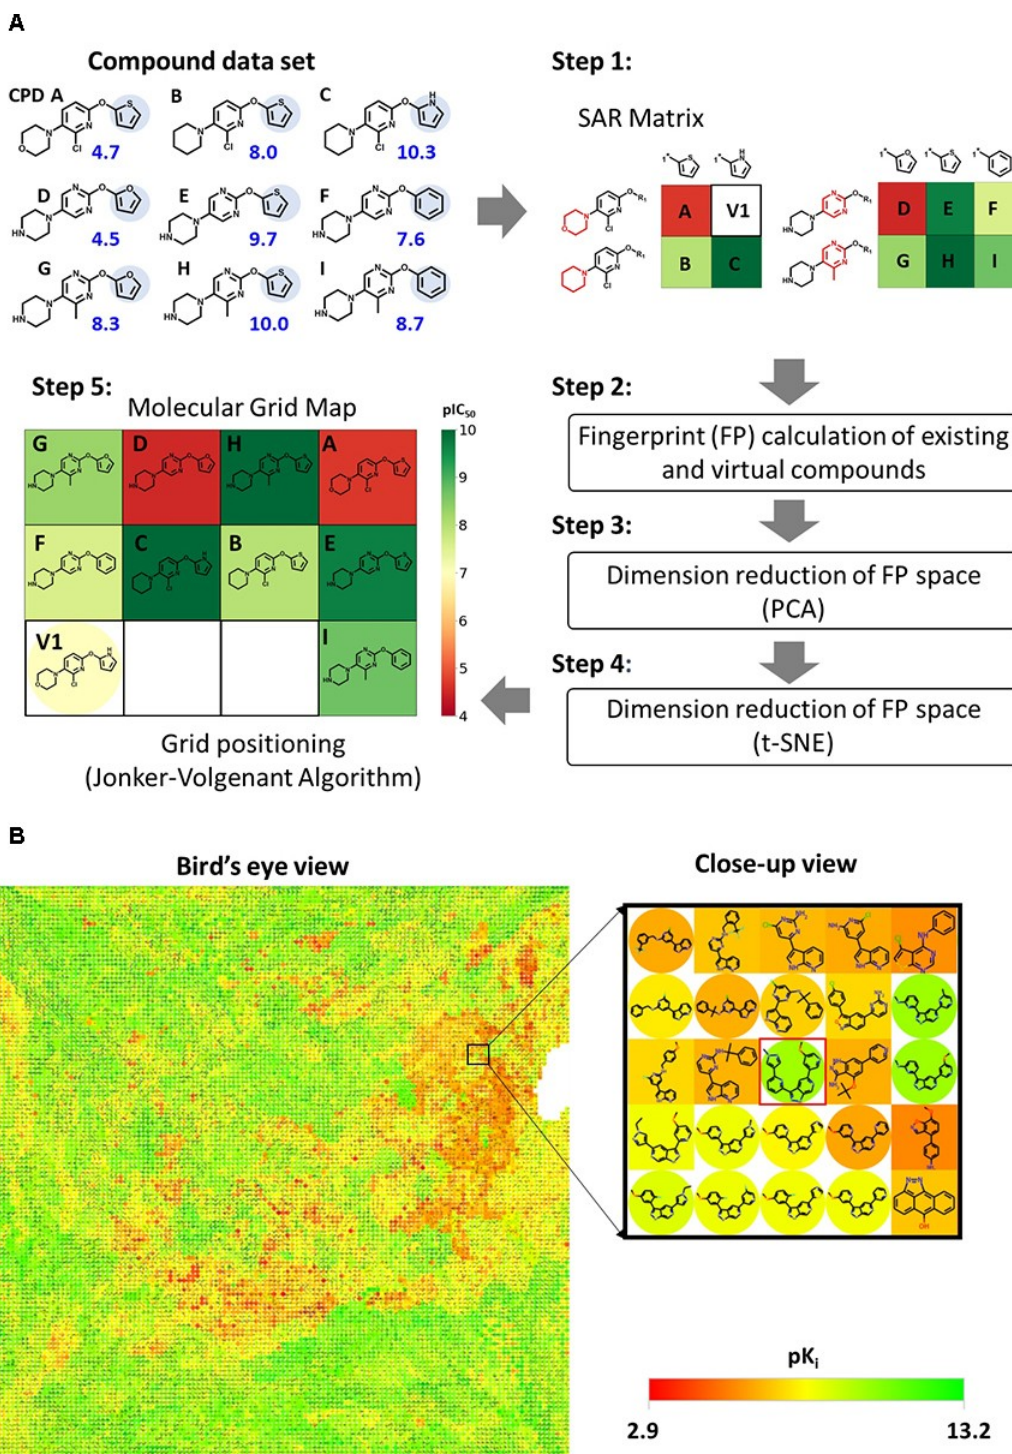 A
Compound data set
CPD A
B
C
4.7
8.0
10.3
D
E
F
4.5
9.7
7.6
G
H
I
8.3
10.0
8.7
Step 1:
SAR Matrix
A
V1
B
C
D
E
F
G
H
I
Step 2:
Fingerprint (FP) calculation of existing
and virtual compounds
Step 3:
Dimension reduction of FP space
(PCA)
Step 4:
Dimension reduction of FP space
(t-SNE)
Step 5:
Molecular Grid Map
pIC50
G
D
H
A
F
C
B
E
V1
I
10
9
8
7
6
5
4
Grid positioning
(Jonker-Volgenant Algorithm)
B
Bird's eye view
Close-up view
pKi
2.9
13.2